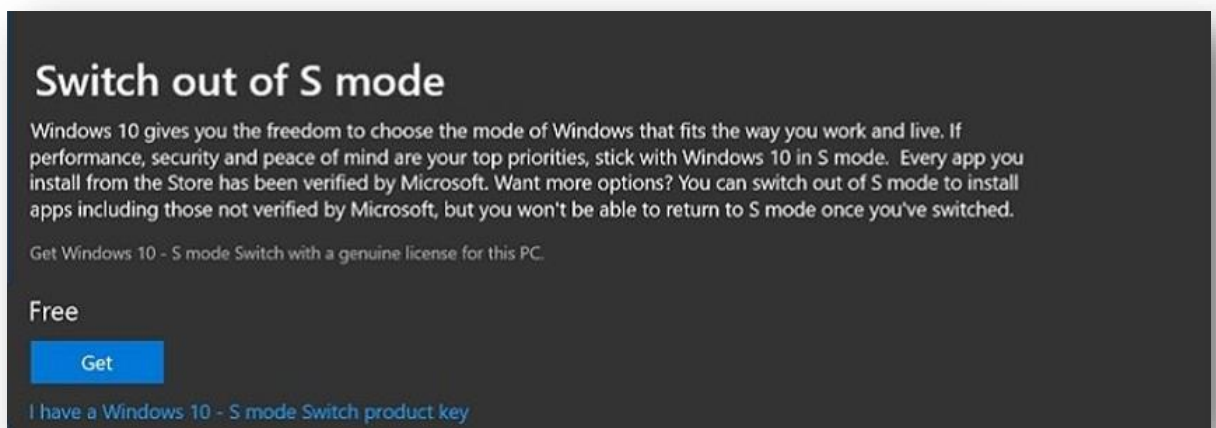 Switch out of S mode
Windows 10 gives you the freedom to choose the mode of Windows that fits the way you work and live. If
performance, security and peace of mind are your top priorities, stick with Windows 10 in S mode.  Every app you
install from the Store has been verified by Microsoft. Want more options? You can switch out of S mode to install
apps including those not verified by Microsoft, but you won't be able to return to S mode once you've switched.
Get Windows 10 - S mode Switch with a genuine license for this PC.
Free
Get
I have a Windows 10 - S mode Switch product key